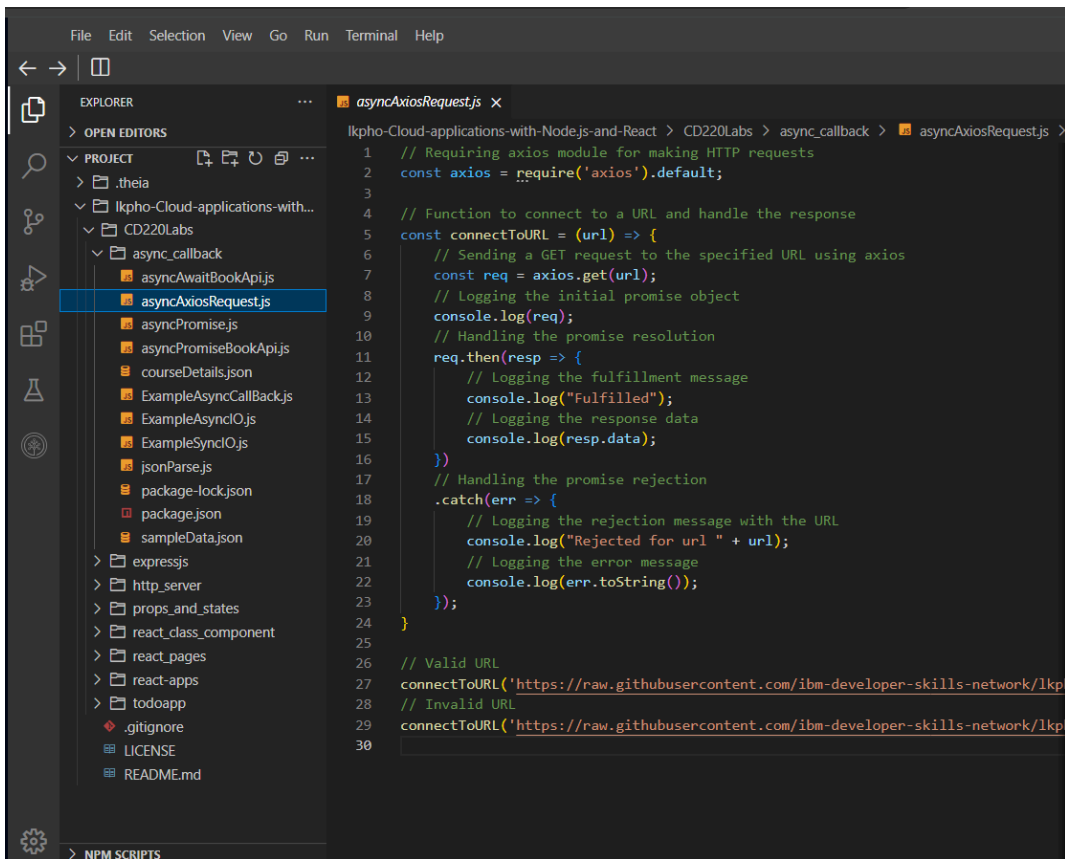 File Edit Selection View Go Run Terminal Help
EXPLORER
OPEN EDITORS
PROJECT
.theia
lkpho-Cloud-applications-with...
CD220Labs
async_callback
asyncAwaitBookApi.js
asyncAxiosRequest.js
asyncPromise.js
asyncPromiseBookApi.js
courseDetails.json
ExampleAsyncCallBack.js
ExampleAsyncIO.js
ExampleSyncIO.js
jsonParse.js
package-lock.json
package.json
sampleData.json
expressjs
http_server
props_and_states
react_class_component
react_pages
react-apps
todoapp
.gitignore
LICENSE
README.md
NPM SCRIPTS
JS asyncAxiosRequest.js ×
lkpho-Cloud-applications-with-Node.js-and-React > CD220Labs > async_callback > JS asyncAxiosRequest.js >
1 // Requiring axios module for making HTTP requests
2 const axios = require('axios').default;
3
4 // Function to connect to a URL and handle the response
5 const connectToURL = (url) => {
6 // Sending a GET request to the specified URL using axios
7 const req = axios.get(url);
8 // Logging the initial promise object
9 console.log(req);
10 // Handling the promise resolution
11 req.then(resp => {
12 // Logging the fulfillment message
13 console.log("Fulfilled");
14 // Logging the response data
15 console.log(resp.data);
16 })
17 // Handling the promise rejection
18 .catch(err => {
19 // Logging the rejection message with the URL
20 console.log("Rejected for url " + url);
21 // Logging the error message
22 console.log(err.toString());
23 });
24 }
25
26 // Valid URL
27 connectToURL('https://raw.githubusercontent.com/ibm-developer-skills-network/lkp
28 // Invalid URL
29 connectToURL('https://raw.githubusercontent.com/ibm-developer-skills-network/lkp
30